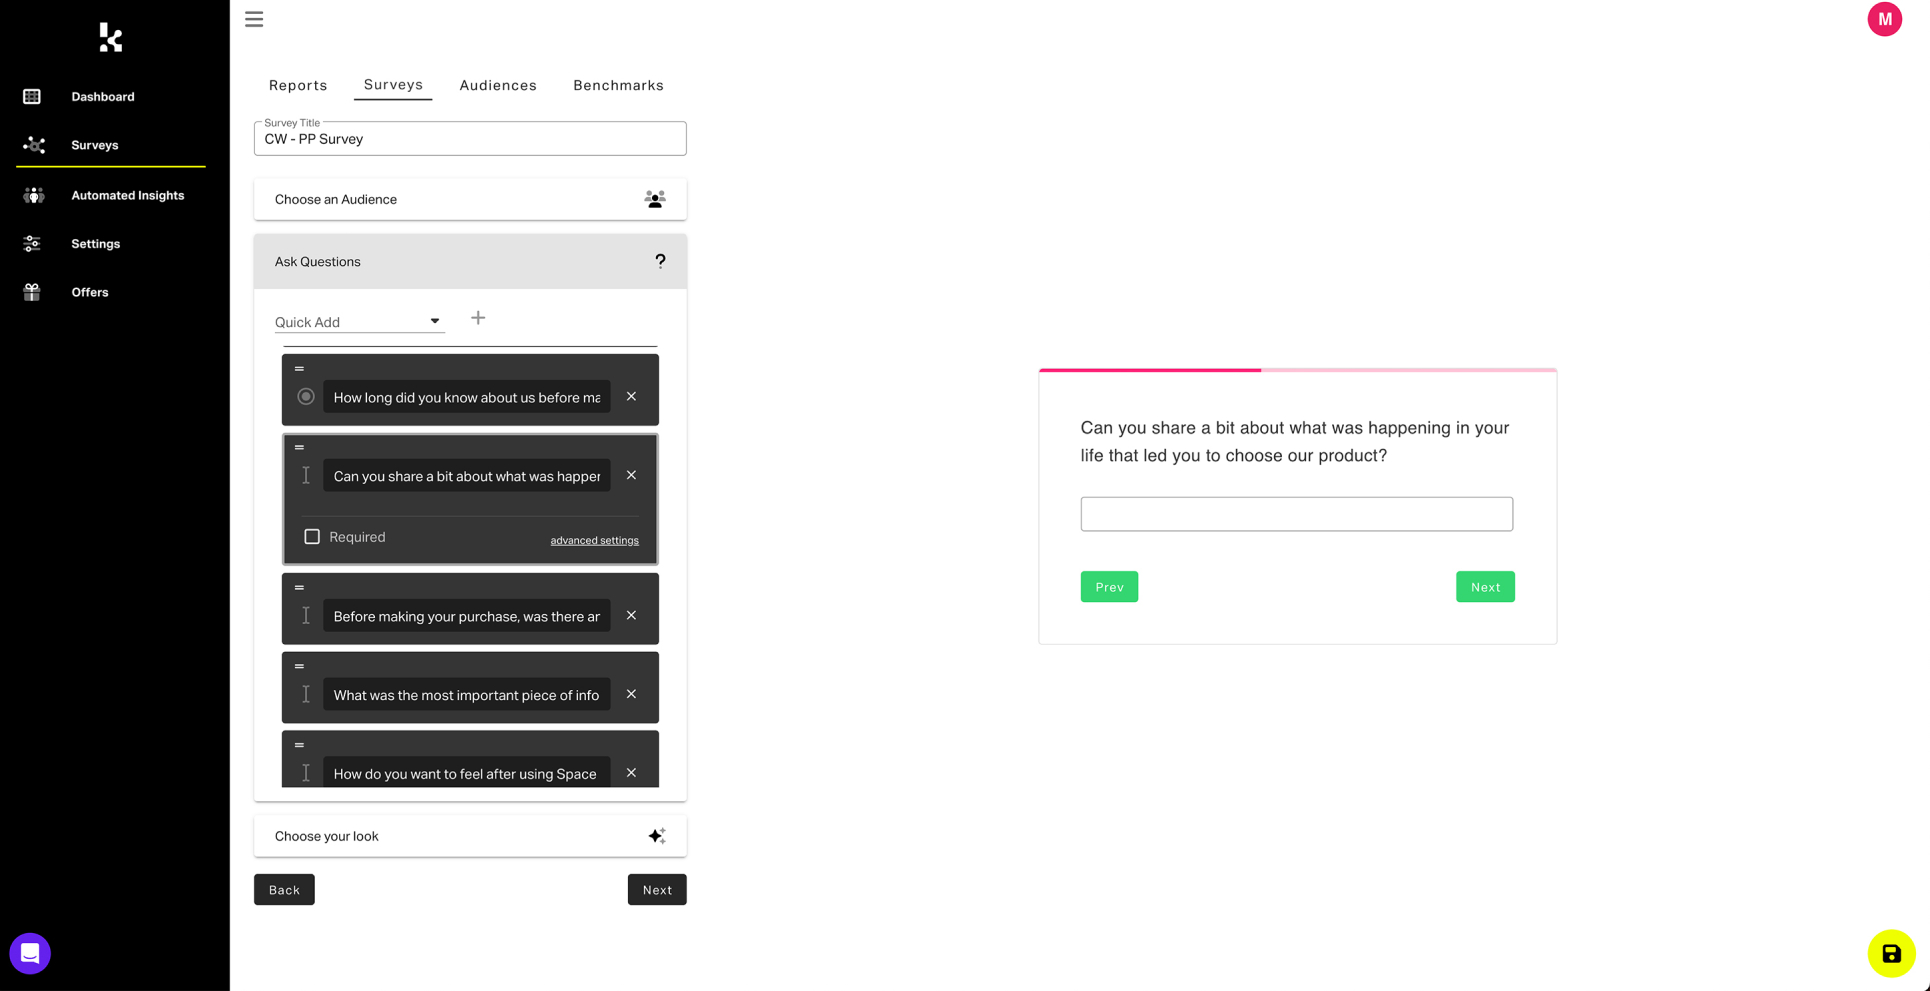 M
Dashboard
Surveys
Automated Insights
Settings
Offers
Reports
Surveys
Audiences
Benchmarks
Survey Title
CW - PP Survey
Choose an Audience
Ask Questions
?
Quick Add
How long did you know about us before ma
Can you share a bit about what was happer
Required
advanced settings
Before making your purchase, was there ar
What was the most important piece of info
How do you want to feel after using Space
Choose your look
Back
Next
Can you share a bit about what was happening in your
life that led you to choose our product?
Prev
Next